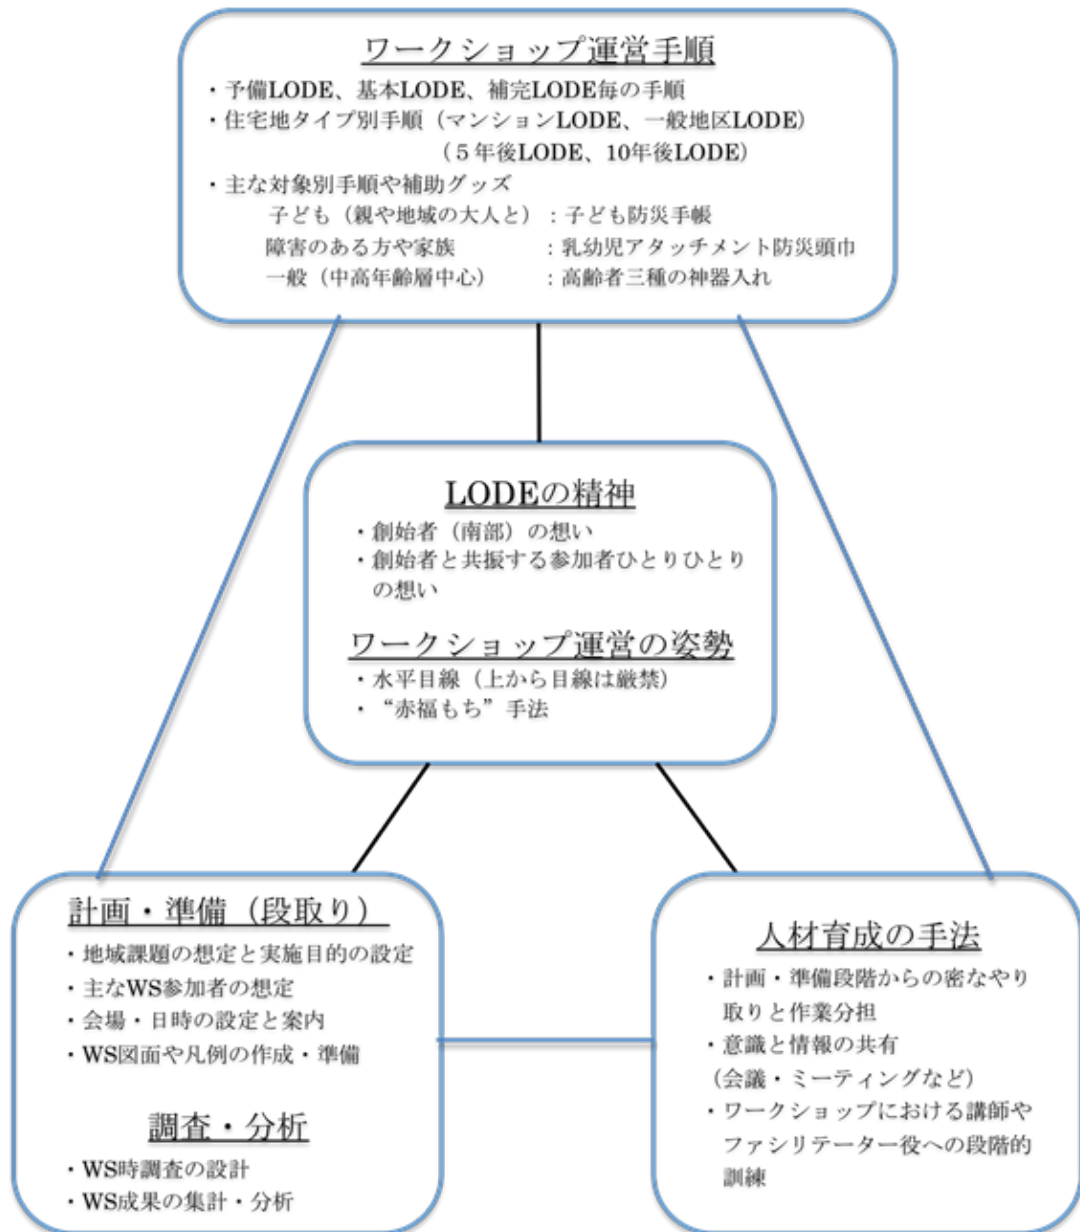 ワークショップ運営手順
・予備LODE、基本LODE、補完LODE毎の手順
・住宅地タイプ別手順（マンションLODE、一般地区LODE）
（５年後LODE、10年後LODE）
・主な対象別手順や補助グッズ
子ども（親や地域の大人と）：子ども防災手帳
障害のある方や家族　：乳幼児アタッチメント防災頭巾
一般（中高年齢層中心）　：高齢者三種の神器入れ
LODEの精神
・創始者（南部）の想い
・創始者と共振する参加者ひとりひとり
の想い
ワークショップ運営の姿勢
・水平目線（上から目線は厳禁）
・“赤福もち”手法
計画・準備（段取り）
・地域課題の想定と実施目的の設定
・主なWS参加者の想定
・会場・日時の設定と案内
・WS図面や凡例の作成・準備
調査・分析
・WS時調査の設計
・WS成果の集計・分析
人材育成の手法
・計画・準備段階からの密なやり
取りと作業分担
・意識と情報の共有
（会議・ミーティングなど）
・ワークショップにおける講師や
ファシリテーター役への段階的
訓練